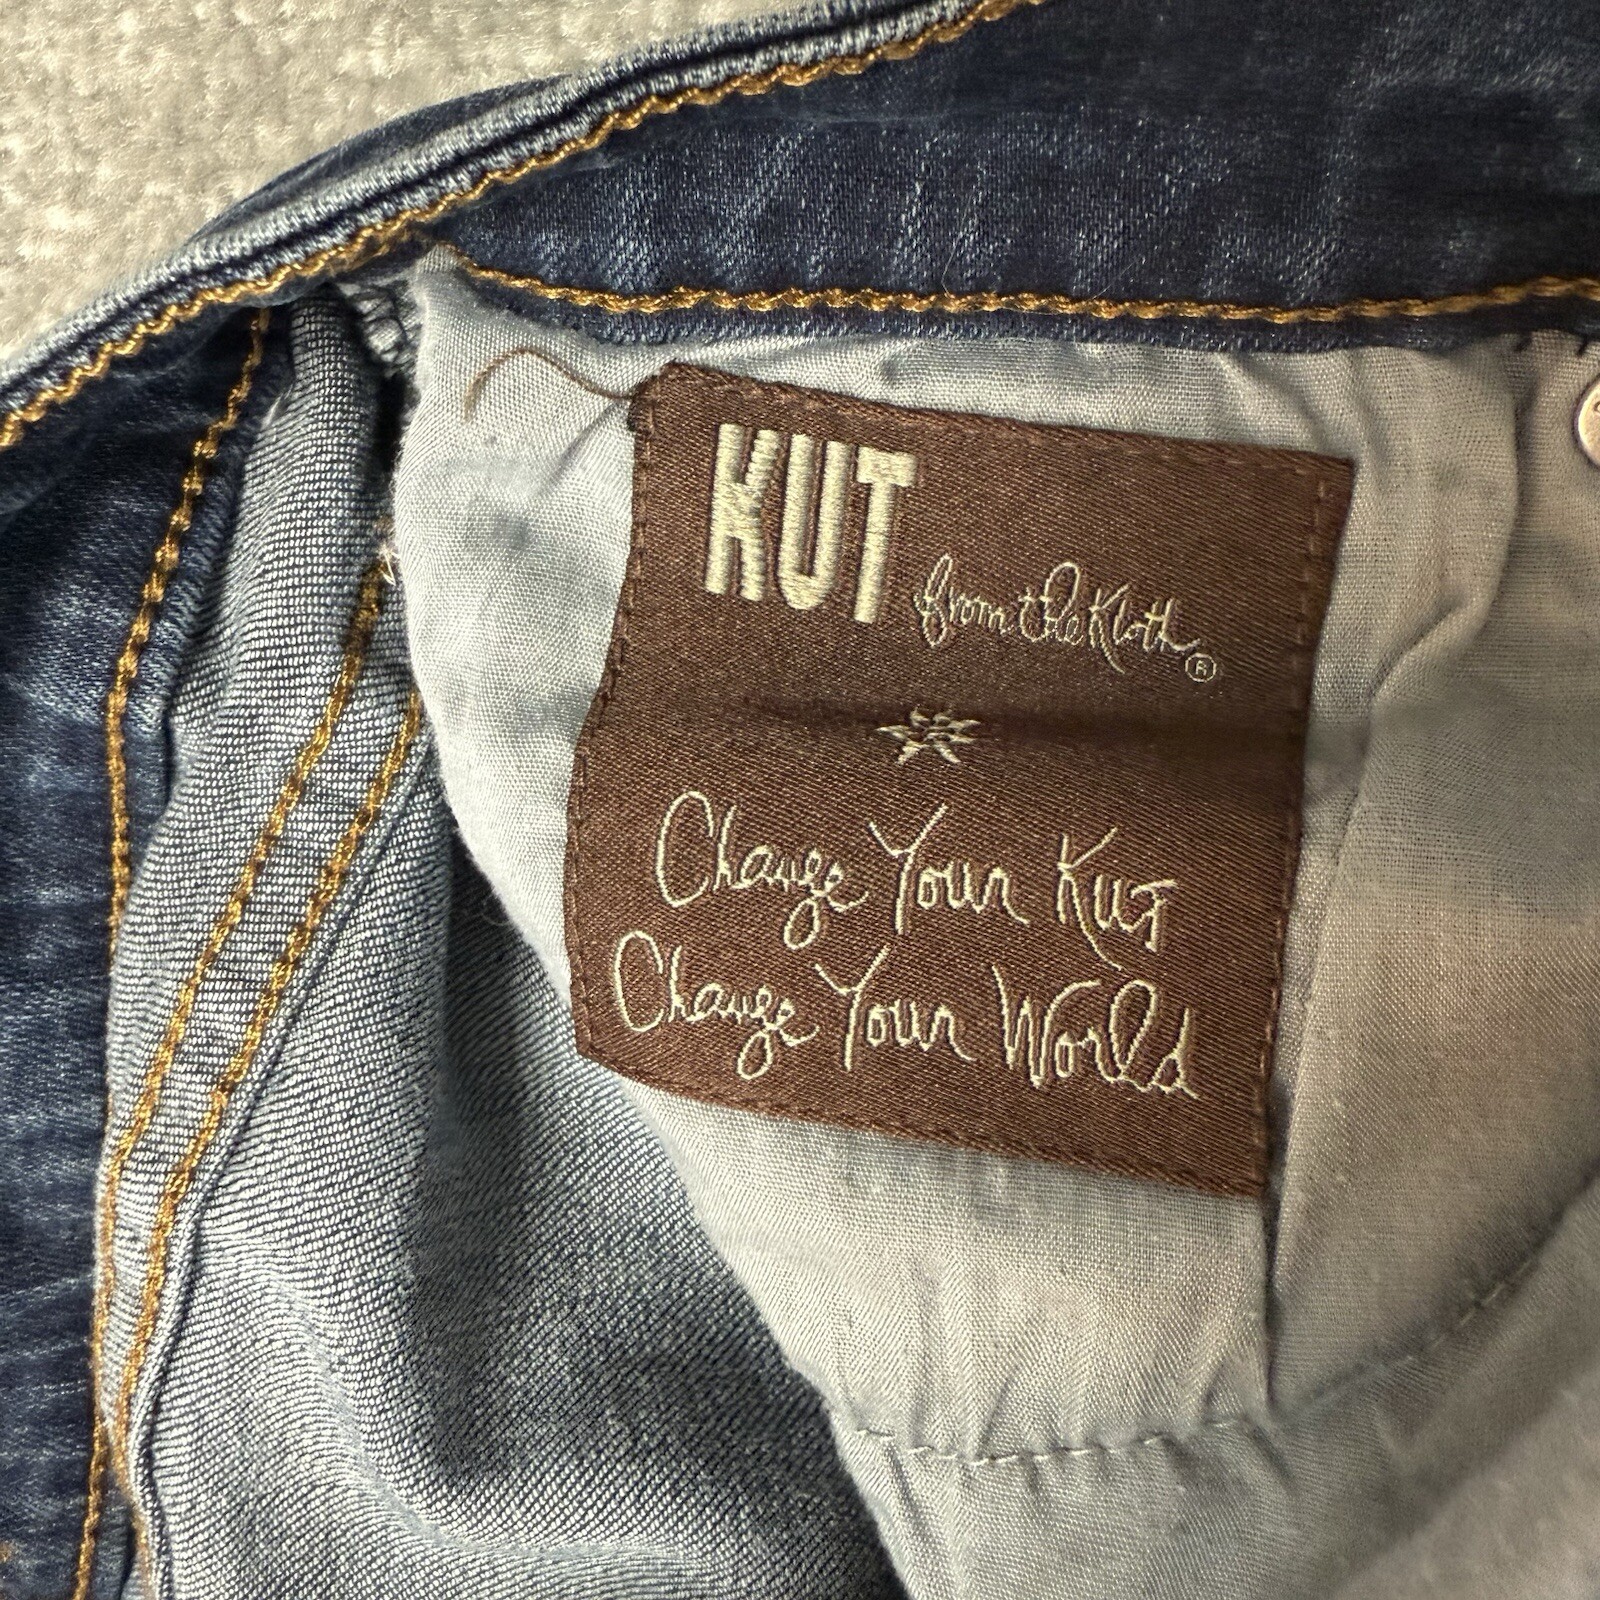 KUT from the Kloth®
Change Your Kut
Change Your World